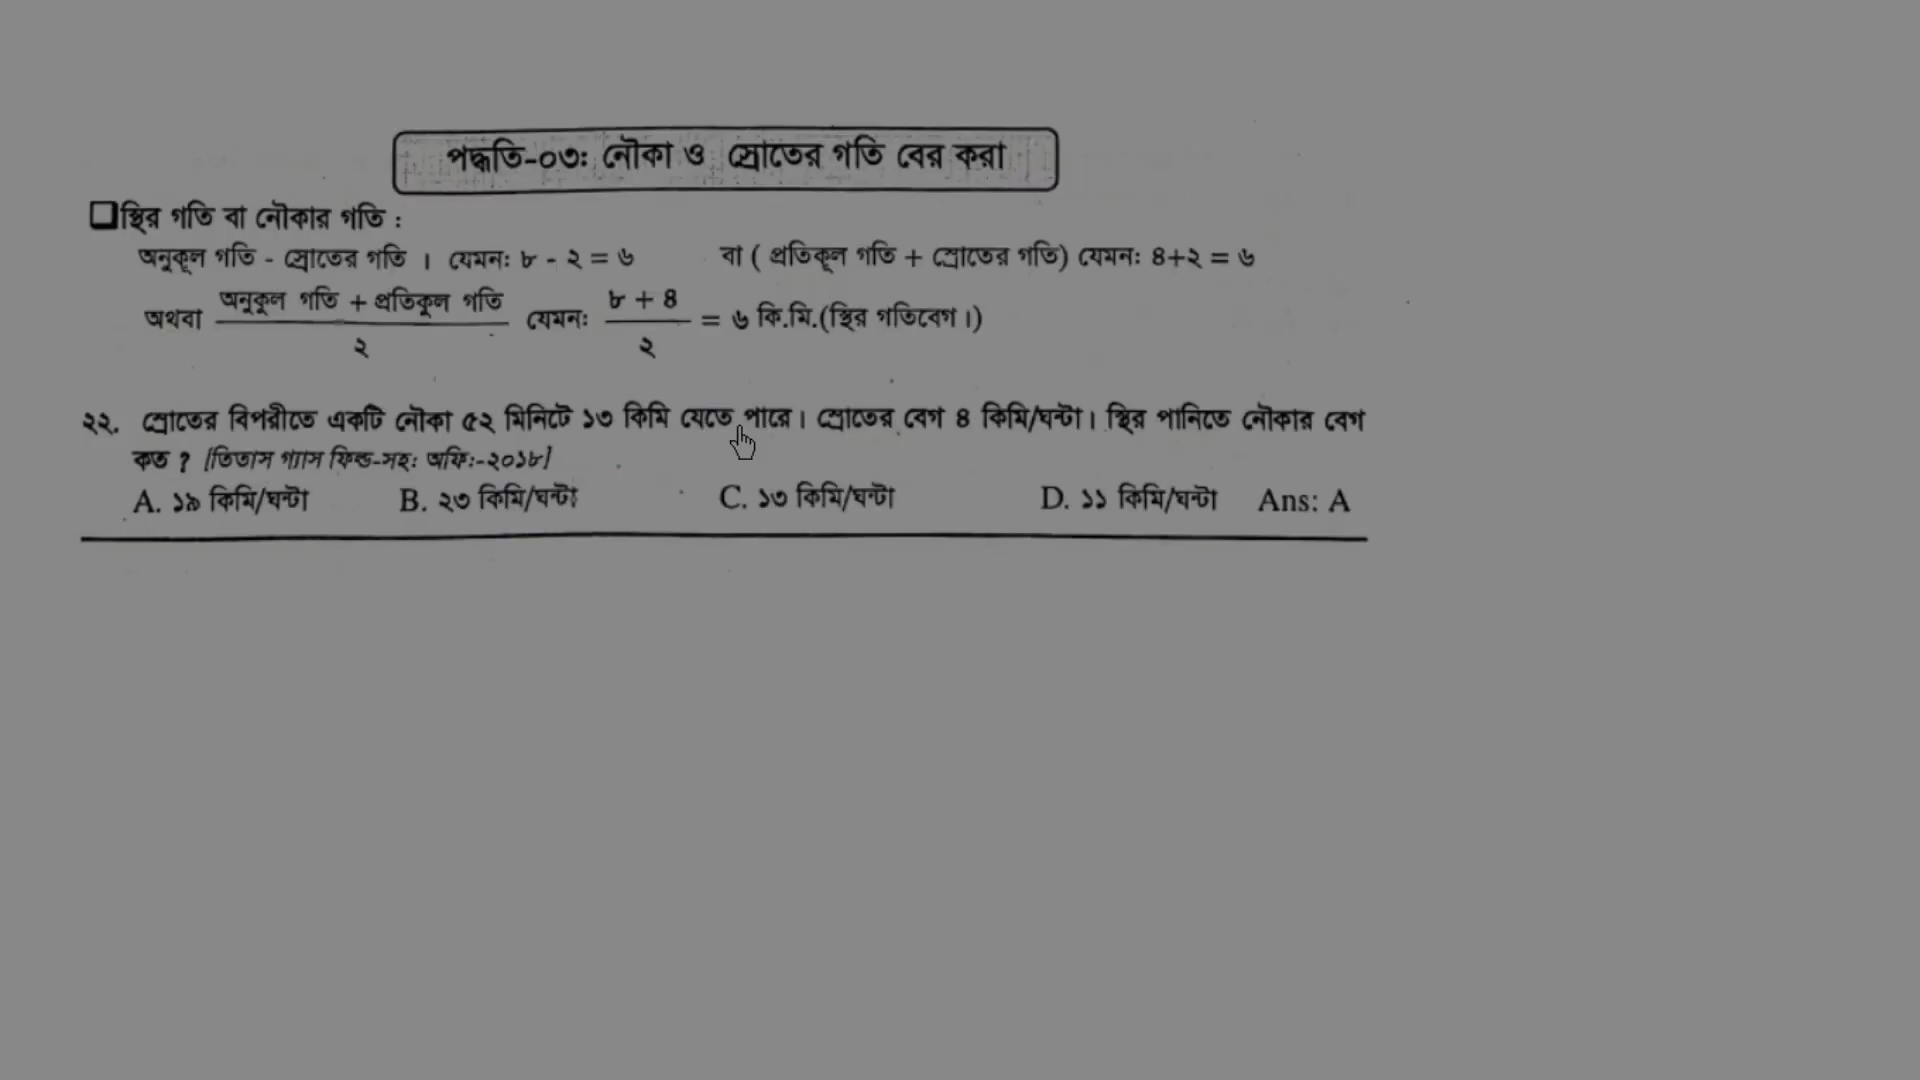 পদ্ধতি-০৩: নৌকা ও স্রোতের গতি বের করা
❑স্থির গতি বা নৌকার গতি :
অনুকূল গতি - স্রোতের গতি । যেমন: ৮ - ২ = ৬ বা ( প্রতিকূল গতি + স্রোতের গতি) যেমন: ৪+২ = ৬
অথবা অনুকূল গতি + প্রতিকূল গতি / ২ যেমন: ৮ + ৪ / ২ = ৬ কি.মি.(স্থির গতিবেগ।)
২২. স্রোতের বিপরীতে একটি নৌকা ৫২ মিনিটে ১৩ কিমি যেতে পারে। স্রোতের বেগ ৪ কিমি/ঘন্টা। স্থির পানিতে নৌকার বেগ
কত ? [তিতাস গ্যাস ফিল্ড-সহ: অফি:-২০১৮]
A. ১৯ কিমি/ঘন্টা B. ২৩ কিমি/ঘন্টা C. ১৩ কিমি/ঘন্টা D. ১১ কিমি/ঘন্টা Ans: A